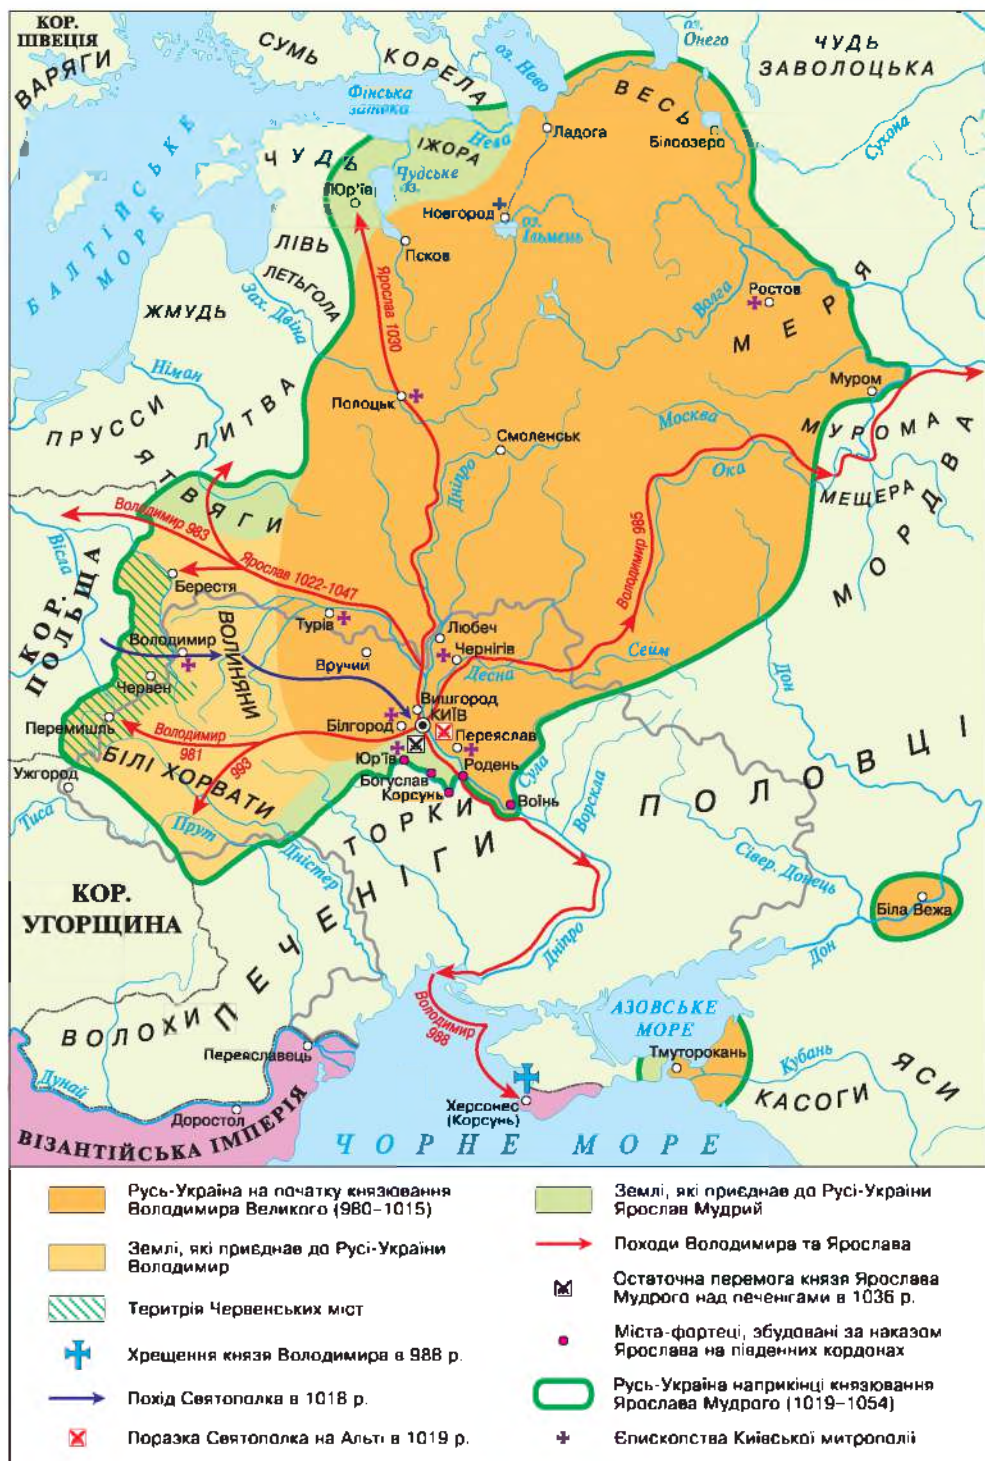 КОР.
ШВЕЦІЯ
ВАРЯГИ
СУМЬ
КОРЕЛА
оз. Нево
оз.
Онего
ЧУДЬ
ЗАВОЛОЦЬКА
Фінська
затока
ВЕСЬ
Нева
Ладога
Білоозеро
Сухона
ІЖОРА
ЧУДЬ
Чудське
оз.
Юр'їв
Новгород
оз.
Ільмень
Псков
БАЛТІЙСЬКЕ
МОРЕ
ЛІВЬ
ЛЕТЬГОЛА
Зах. Двіна
ЖМУДЬ
Ярослав 1030
Волга
Ростов
МЕРЯ
Німан
ПРУССИ
ЛИТВА
Полоцьк
Смоленськ
Муром
Москва
МУРОМА
Ока
МЕЩЕРА
МОРДВА
ЯТВЯГИ
Дніпро
Володимир 983
Володимир 985
Вісла
КОР.
ПОЛЬЩА
Берестя
Ярослав 1022-1047
Турів
Любеч
Чернігів
Сейм
Десна
Володимир
ВОЛИНЯНИ
Вручий
Червен
Вишгород
КИЇВ
Білгород
Перемишль
Володимир
981
993
Переяслав
Юр'їв
Родень
Богуслав
Корсунь
Воїнь
Сула
Ворскла
Дон
БІЛІ ХОРВАТИ
Ужгород
Тиса
Прут
Дністер
ТОРКИ
ПЕЧЕНІГИ
ПОЛОВЦІ
Сівер. Донець
Біла Вежа
Дон
КОР.
УГОРЩИНА
Дніпро
Володимир
988
АЗОВСЬКЕ
МОРЕ
Тмуторокань
Кубань
ЯСИ
КАСОГИ
ВОЛОХИ
Переяславець
Дунай
Доростол
ВІЗАНТІЙСЬКА ІМПЕРІЯ
Херсонес
(Корсунь)
ЧОРНЕ МОРЕ
Русь-Україна на початку князювання
Володимира Великого (980–1015)
Землі, які приєднав до Русі-України
Володимир
Теритрія Червенських міст
Хрещення князя Володимира в 988 р.
Похід Святополка в 1018 р.
Поразка Святополка на Альті в 1019 р.
Землі, які приєднав до Русі-України
Ярослав Мудрий
Походи Володимира та Ярослава
Остаточна перемога князя Ярослава
Мудрого над печенігами в 1036 р.
Міста-фортеці, збудовані за наказом
Ярослава на південних кордонах
Русь-Україна наприкінці князювання
Ярослава Мудрого (1019–1054)
Єпископства Київської митрополії